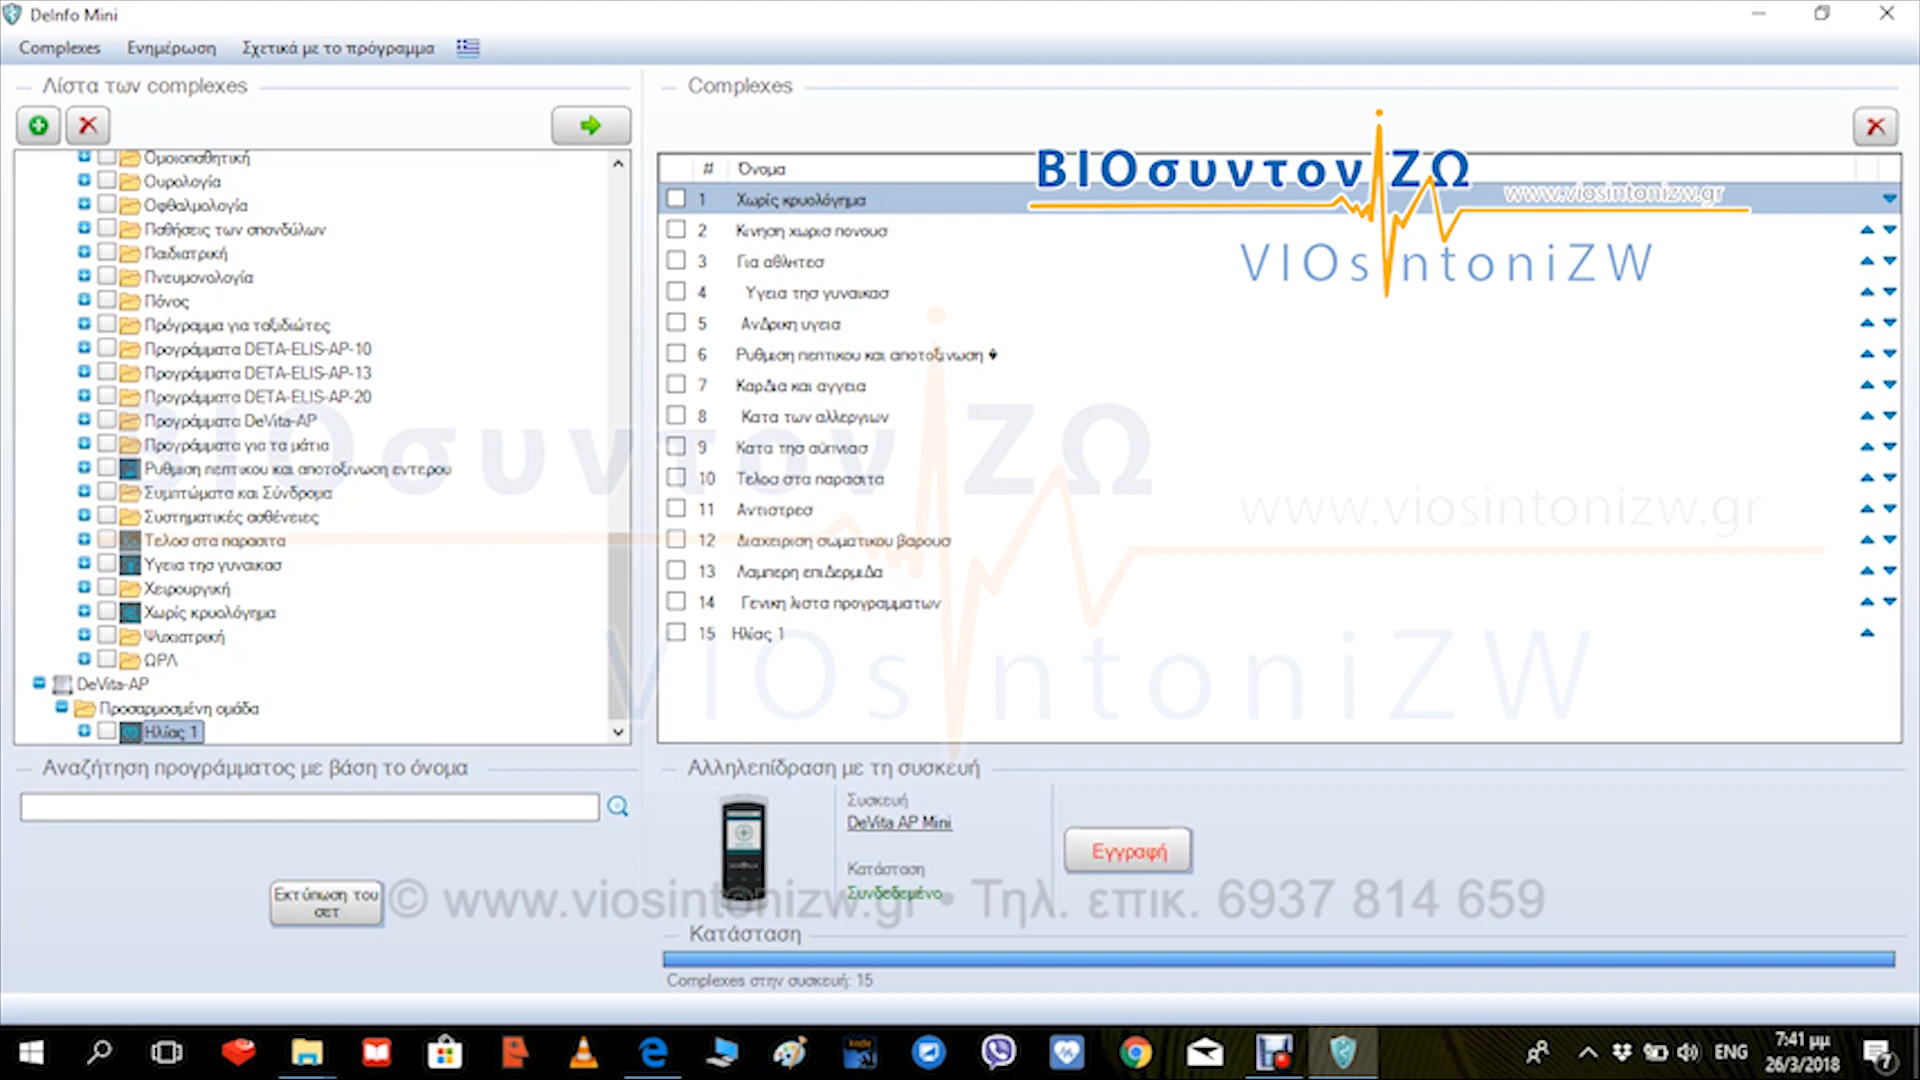 DeInfo Mini
Complexes Ενημέρωση Σχετικά με το πρόγραμμα
Λίστα των complexes
Ομοιοπαθητική
Ουρολογία
Οφθαλμολογία
Παθήσεις των σπονδύλων
Παιδιατρική
Πνευμονολογία
Πόνος
Πρόγραμμα για ταξιδιώτες
Προγράμματα DETA-ELIS-AP-10
Προγράμματα DETA-ELIS-AP-13
Προγράμματα DETA-ELIS-AP-20
Προγράμματα DeVita-AP
Προγράμματα για τα μάτια
Ρυθμιση πεπτικου και αποτοξινωση εντερου
Συμπτώματα και Σύνδρομα
Συστηματικές ασθένειες
Τελοσ στα παρασιτα
Υγεια τησ γυναικασ
Χειρουργική
Χωρίς κρυολόγημα
Ψυχιατρική
ΩΡΛ
DeVita-AP
Προσαρμοσμένη ομάδα
Ηλίας 1
Αναζήτηση προγράμματος με βάση το όνομα
Εκτύπωση του
σετ
Complexes
# Όνομα
1 Χωρίς κρυολόγημα
2 Κινηση χωρισ πονουσ
3 Για αθλητεσ
4 Υγεια τησ γυναικασ
5 ΑνΔρικη υγεια
6 Ρυθμιση πεπτικου και αποτοξινωση
7 ΚαρΔια και αγγεια
8 Κατα των αλλεργιων
9 Κατα τησ αϋπνιασ
10 Τελοσ στα παρασιτα
11 Αντιστρεσ
12 Διαχειριση σωματικου βαρουσ
13 Λαμπερη επιΔερμιΔα
14 Γενικη λιστα προγραμματων
15 Ηλίας 1
ΒΙΟσυντονΙΖΩ
www.viosintonizw.gr
VIOsIntoniZW
ΒΙΟσυντονΙΖΩ
www.viosintonizw.gr
VIOsIntoniZW
Αλληλεπίδραση με τη συσκευή
Συσκευή
DeVita AP Mini
Κατάσταση
Συνδεδεμένο
Εγγραφή
© www.viosintonizw.gr • Τηλ. επικ. 6937 814 659
Κατάσταση
Complexes στην συσκευή: 15
kindle
ENG
7:41 μμ
26/3/2018
7